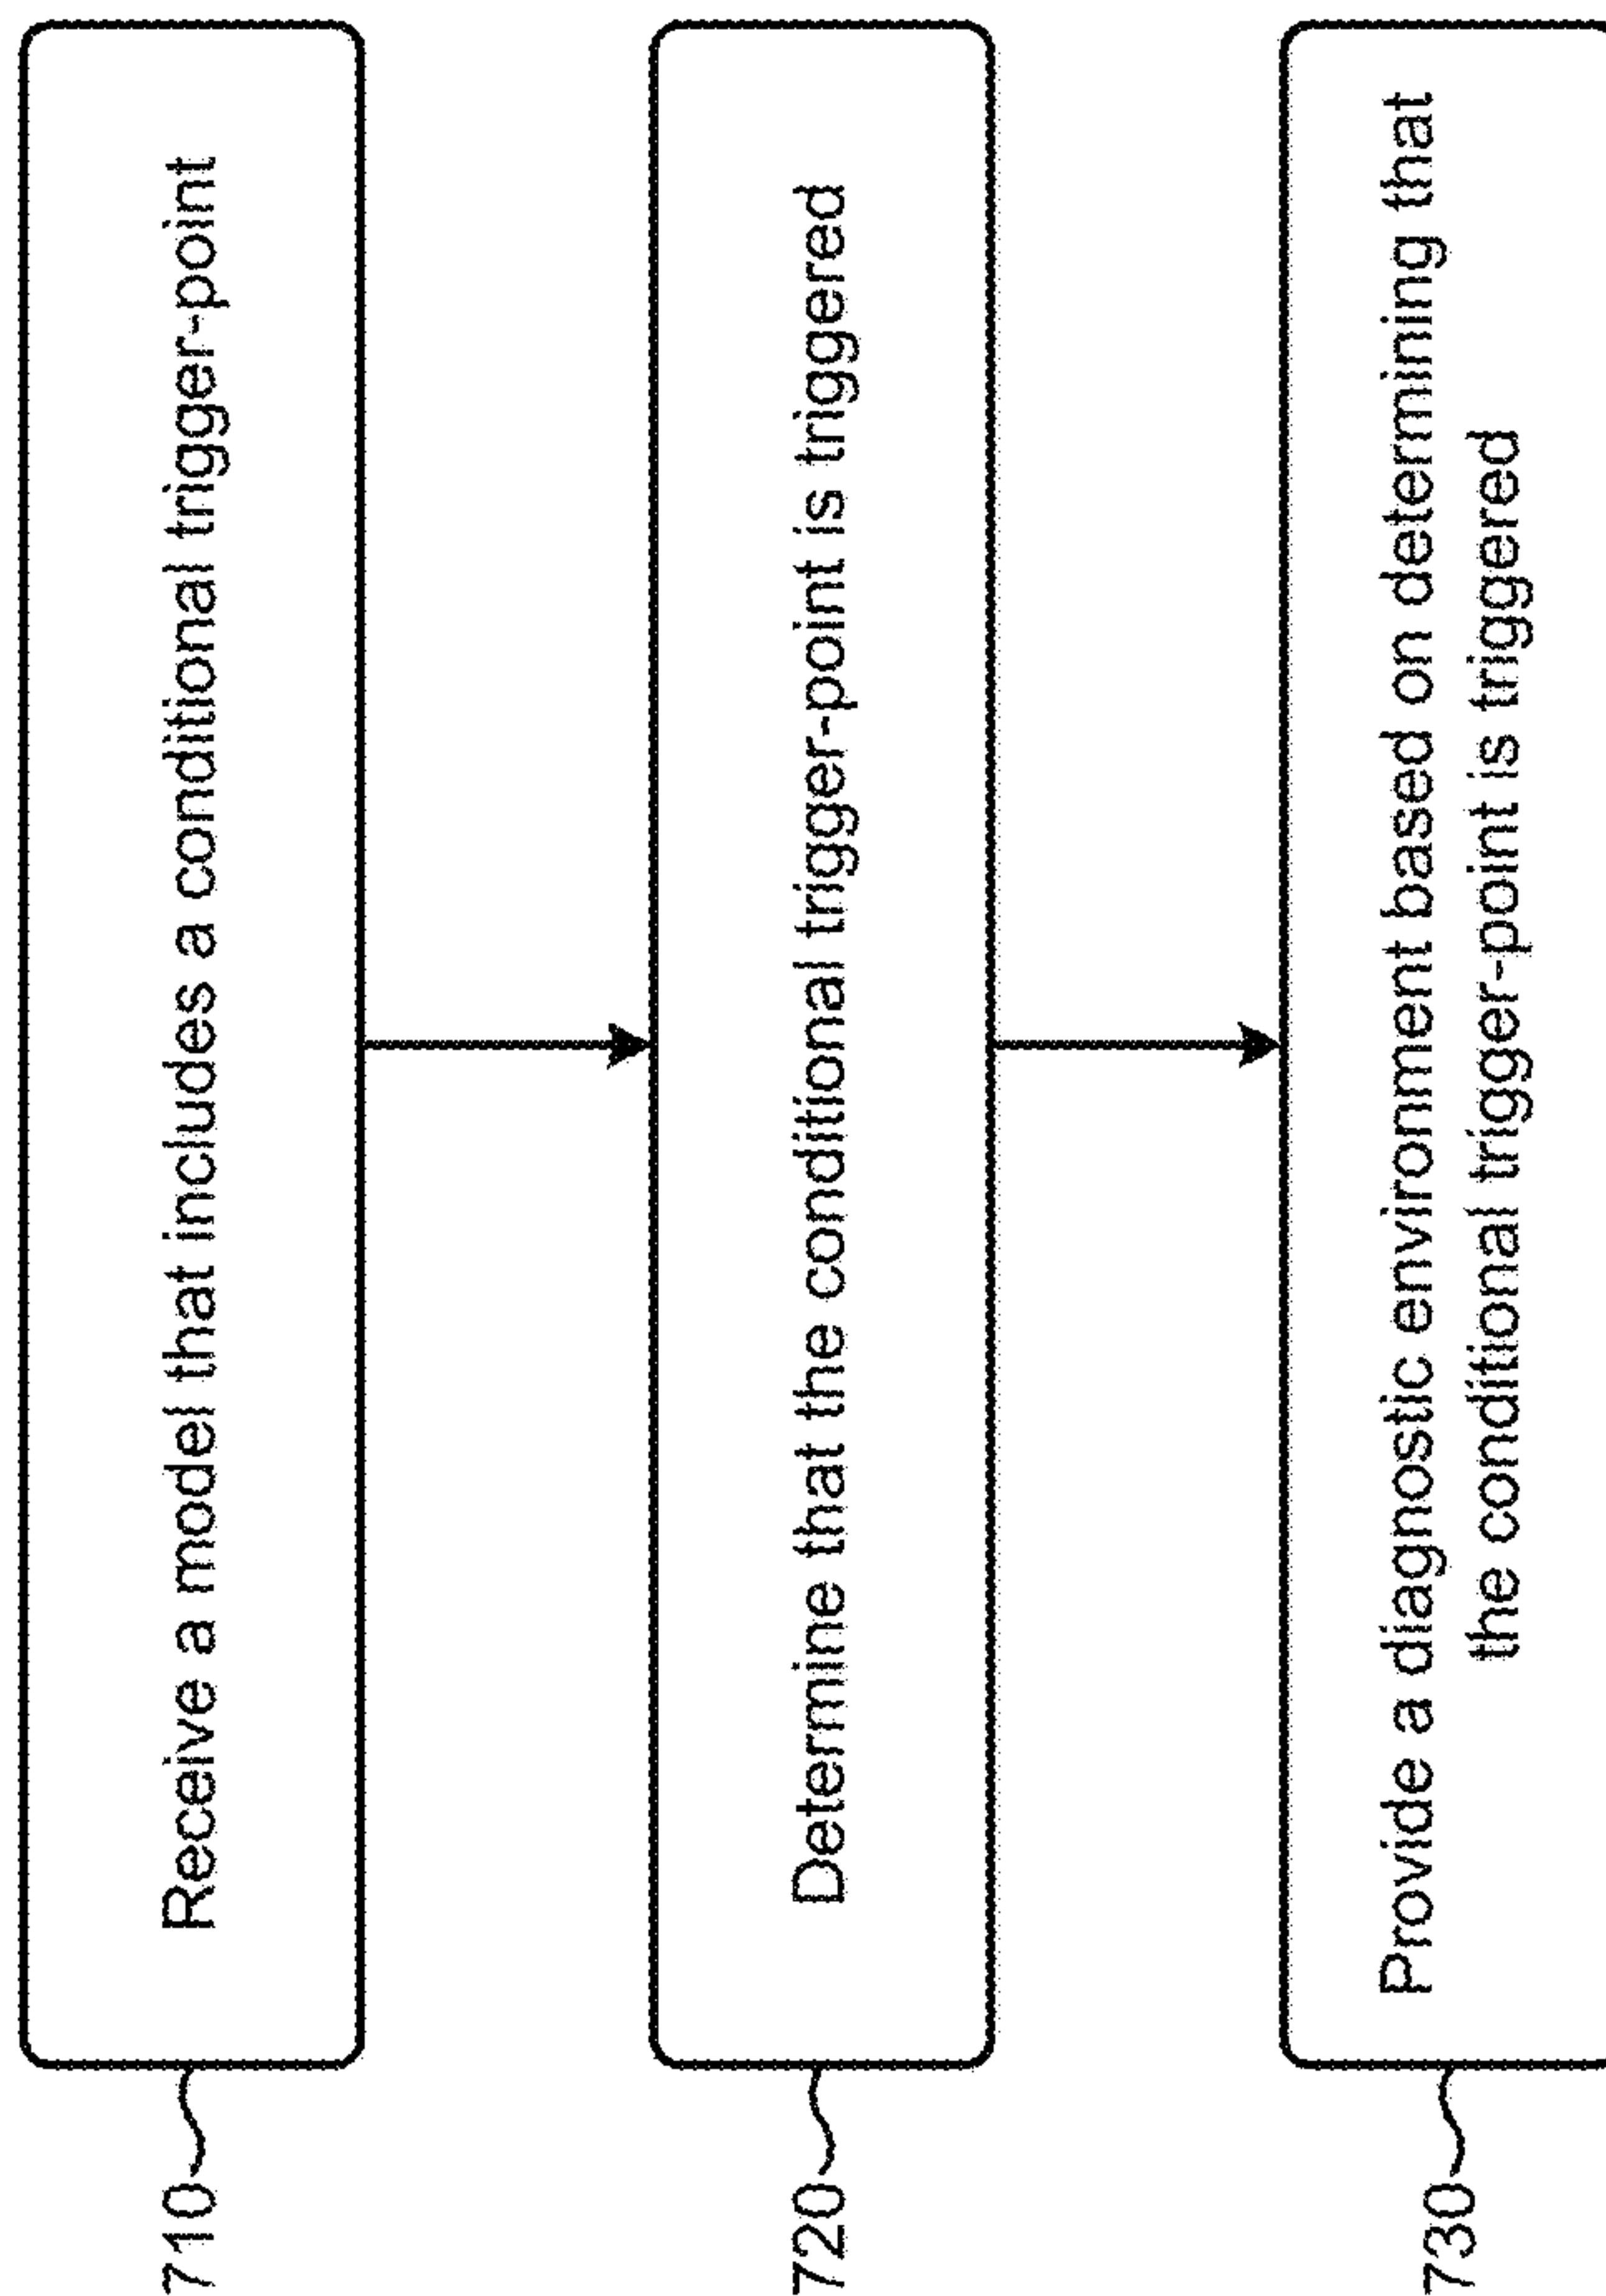 710
Receive a model that includes a conditional trigger-point
720
Determine that the conditional trigger-point is triggered
730
Provide a diagnostic environment based on determining that
the conditional trigger-point is triggered